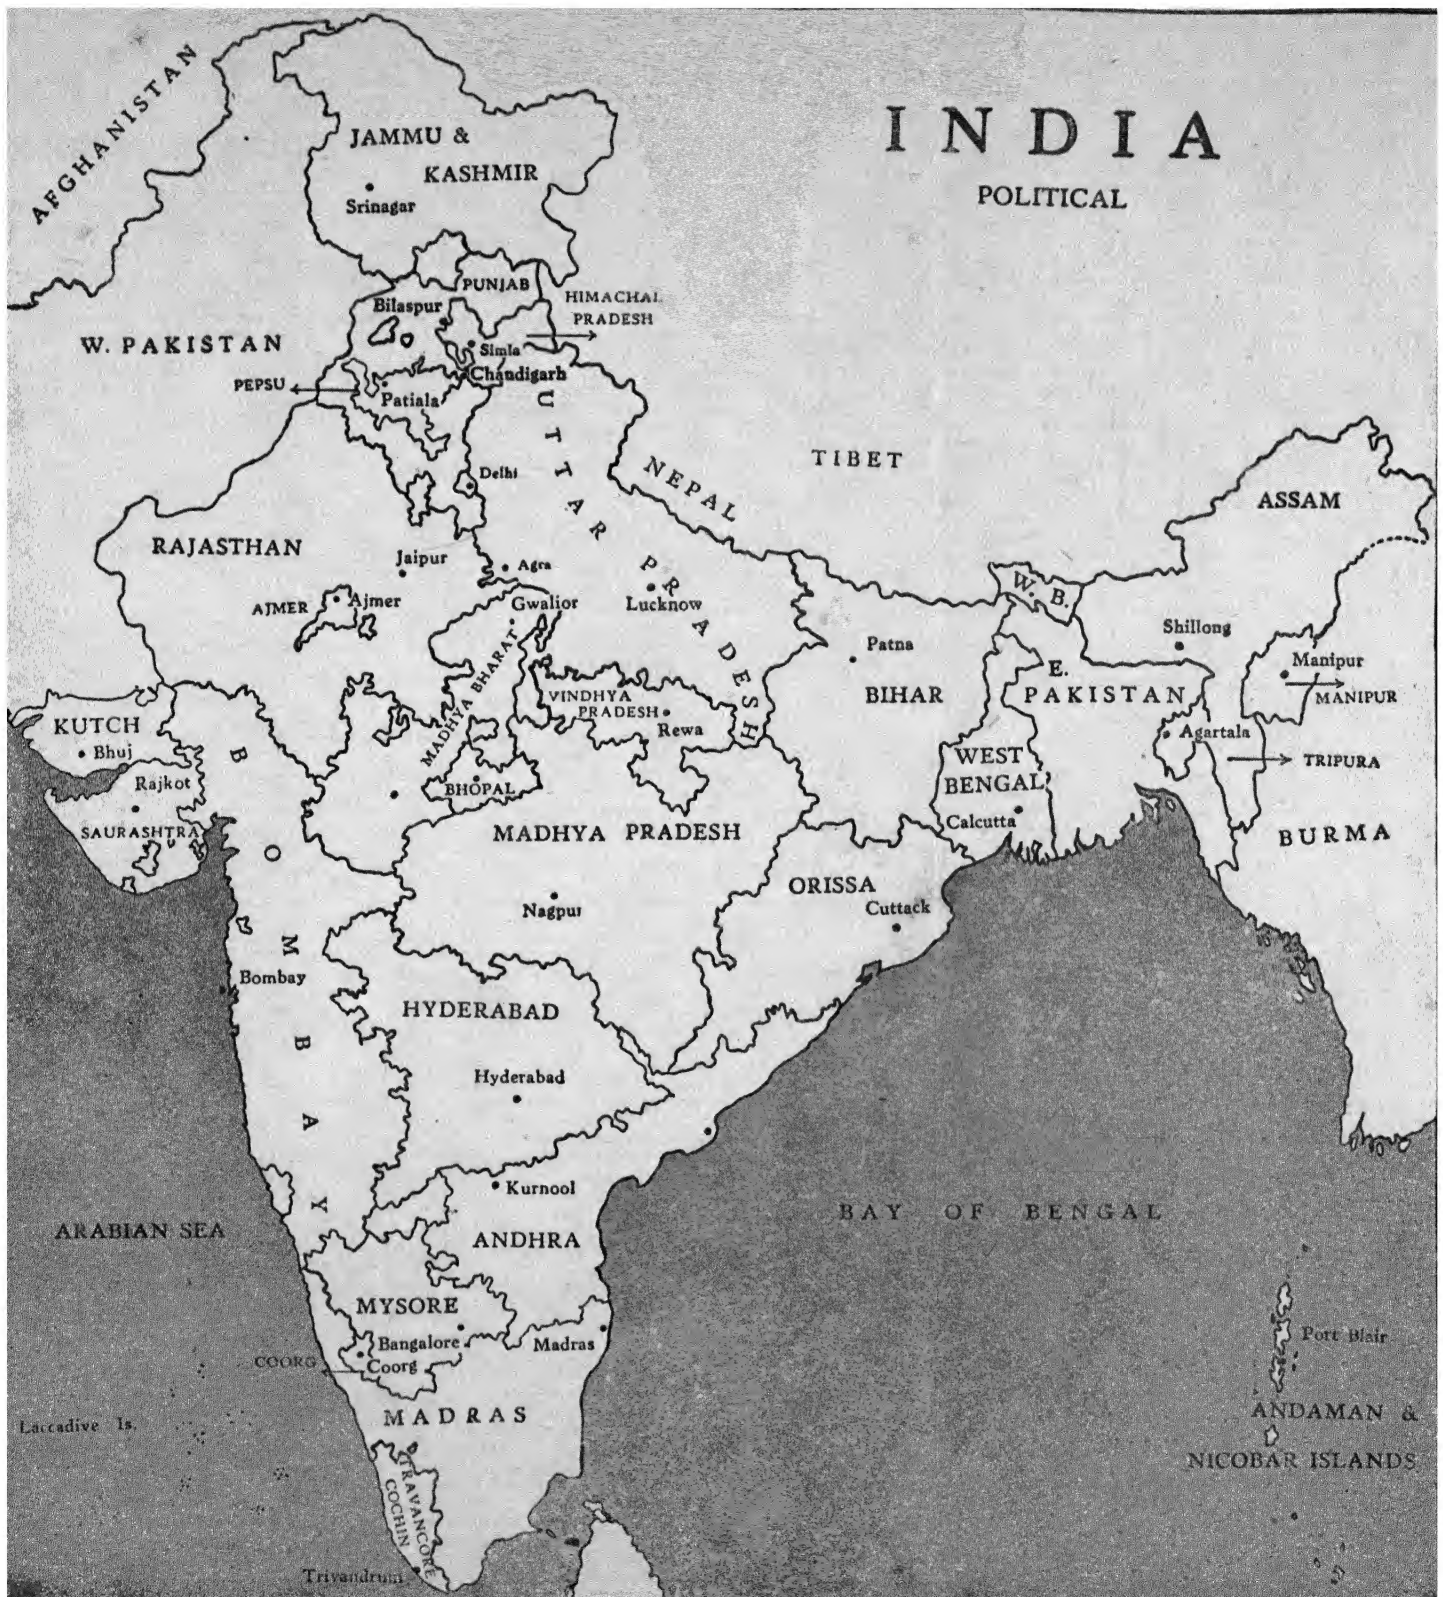 INDIA
POLITICAL
AFGHANISTAN
JAMMU &
KASHMIR
Srinagar
PUNJAB
Bilaspur
HIMACHAL
PRADESH
W. PAKISTAN
Simla
Chandigarh
PEPSU
Patiala
UTTAR PRADESH
TIBET
NEPAL
Delhi
ASSAM
RAJASTHAN
Jaipur
Agra
AJMER
Ajmer
Gwalior
Lucknow
W. B.
Shillong
Patna
BIHAR
E.
PAKISTAN
Manipur
MANIPUR
MADHYA BHARAT
VINDHYA
PRADESH
Rewa
KUTCH
Bhuj
Agartala
TRIPURA
Rajkot
SAURASHTRA
BHOPAL
WEST
BENGAL
Calcutta
MADHYA PRADESH
BURMA
ORISSA
Cuttack
Nagpur
BOMBAY
Bombay
HYDERABAD
Hyderabad
Kurnool
ANDHRA
ARABIAN SEA
BAY OF BENGAL
MYSORE
Bangalore
Madras
COORG
Coorg
Port Blair
MADRAS
Laccadive Is.
ANDAMAN &
NICOBAR ISLANDS
TRAVANCORE
COCHIN
Trivandrum